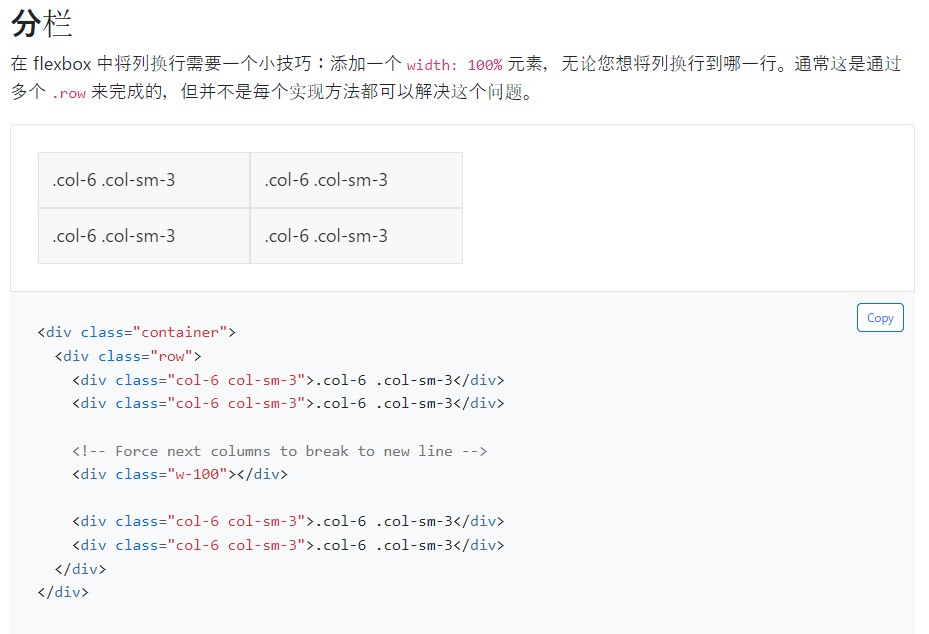 分栏
在 flexbox 中将列换行需要一个小技巧：添加一个 width: 100% 元素，无论您想将列换行到哪一行。通常这是通过
多个 .row 来完成的，但并不是每个实现方法都可以解决这个问题。
.col-6 .col-sm-3 .col-6 .col-sm-3
.col-6 .col-sm-3 .col-6 .col-sm-3
Copy
<div class="container">
  <div class="row">
    <div class="col-6 col-sm-3">.col-6 .col-sm-3</div>
    <div class="col-6 col-sm-3">.col-6 .col-sm-3</div>
    <!-- Force next columns to break to new line -->
    <div class="w-100"></div>
    <div class="col-6 col-sm-3">.col-6 .col-sm-3</div>
    <div class="col-6 col-sm-3">.col-6 .col-sm-3</div>
  </div>
</div>